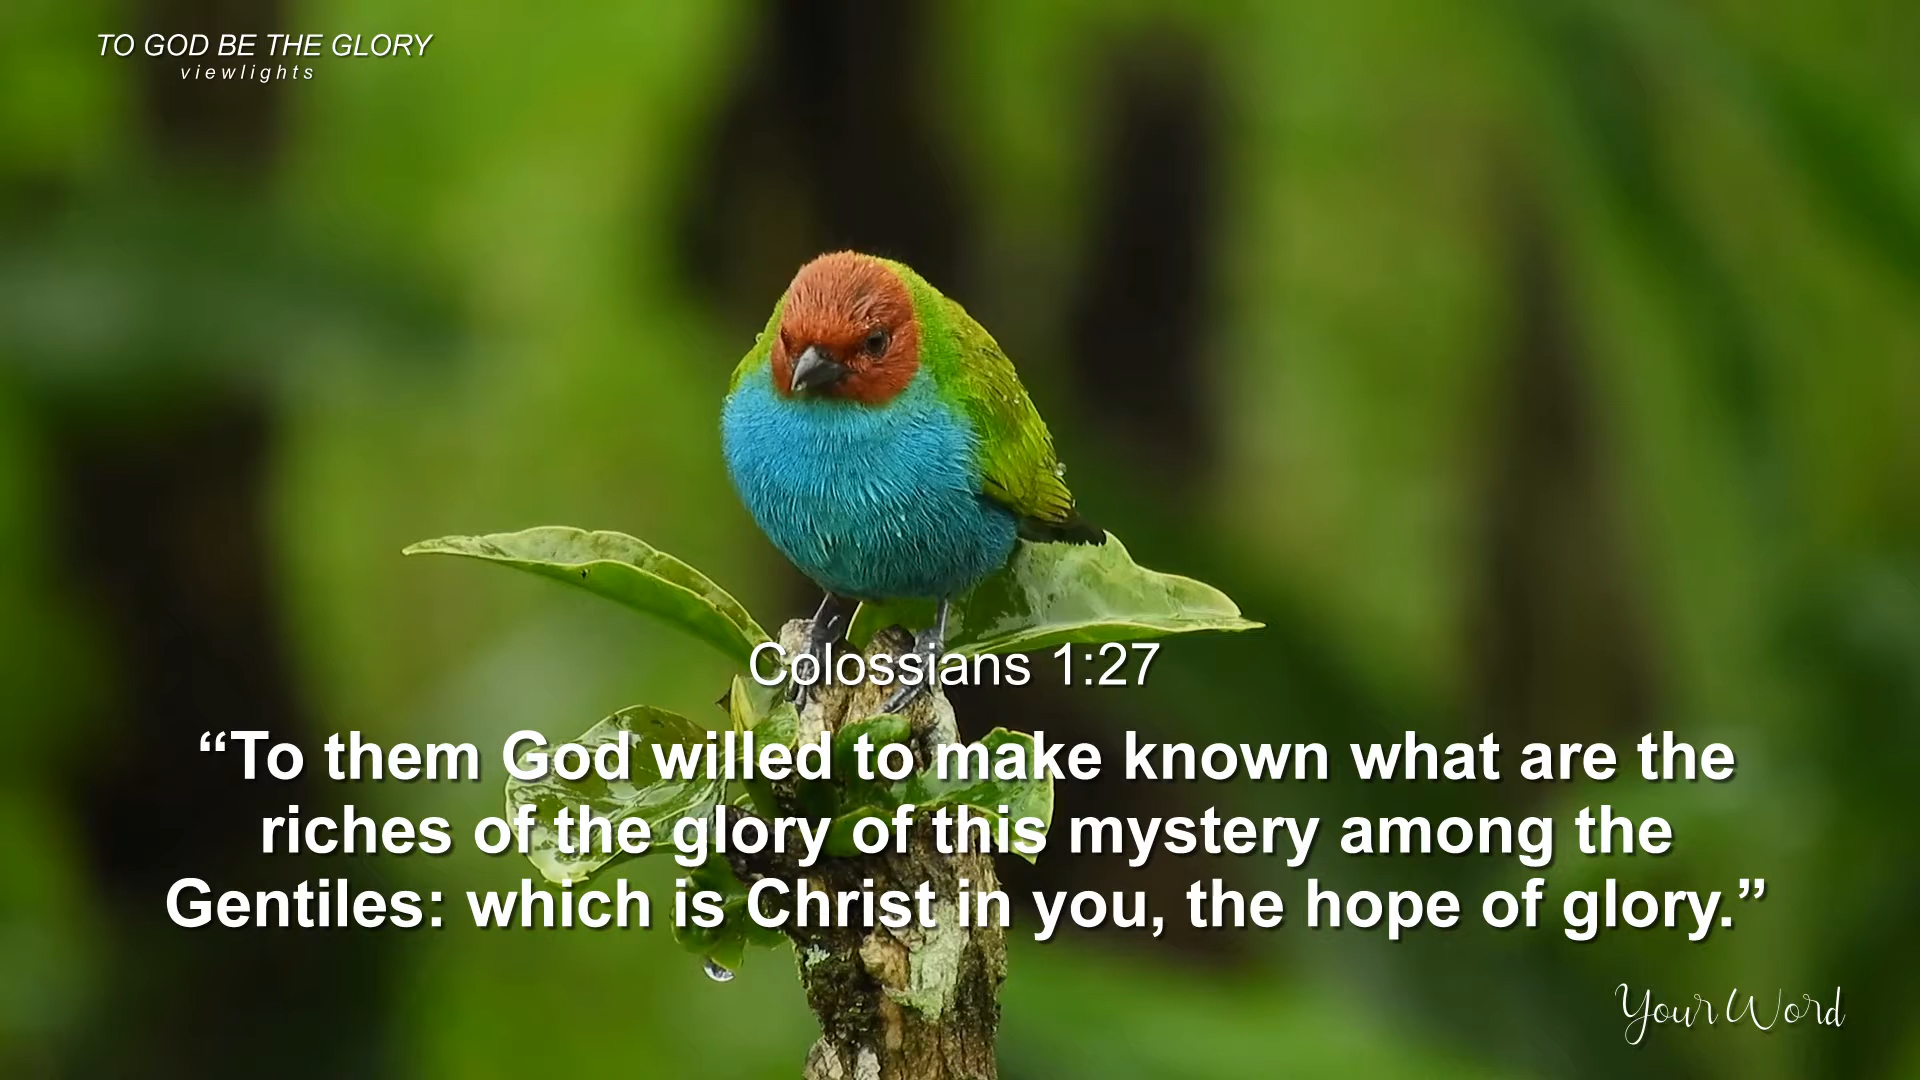 TO GOD BE THE GLORY
viewlights
Colossians 1:27
“To them God willed to make known what are the
riches of the glory of this mystery among the
Gentiles: which is Christ in you, the hope of glory.”
Your Word